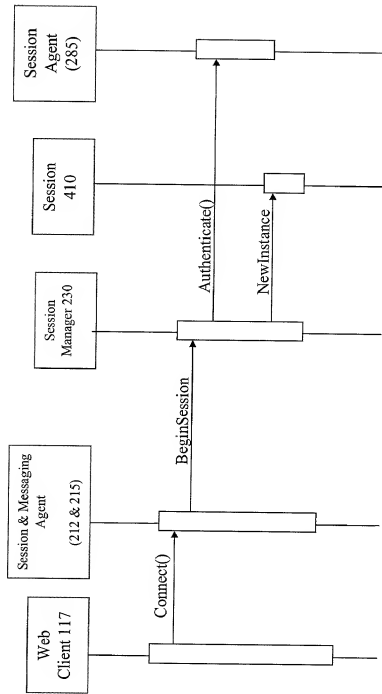 Web
Client 117
Session & Messaging
Agent
(212 & 215)
Session
Manager 230
Session
410
Session
Agent
(285)
Connect()
BeginSession
Authenticate()
NewInstance